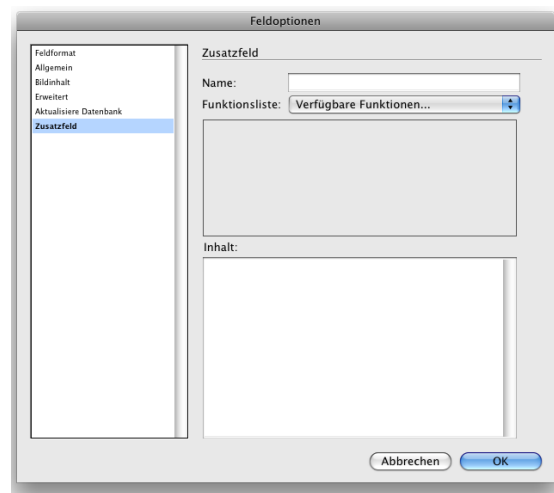 Feldoptionen
Feldformat
Allgemein
Bildinhalt
Erweitert
Aktualisiere Datenbank
Zusatzfeld
Zusatzfeld
Name:
Funktionsliste: Verfügbare Funktionen...
Inhalt:
Abbrechen OK